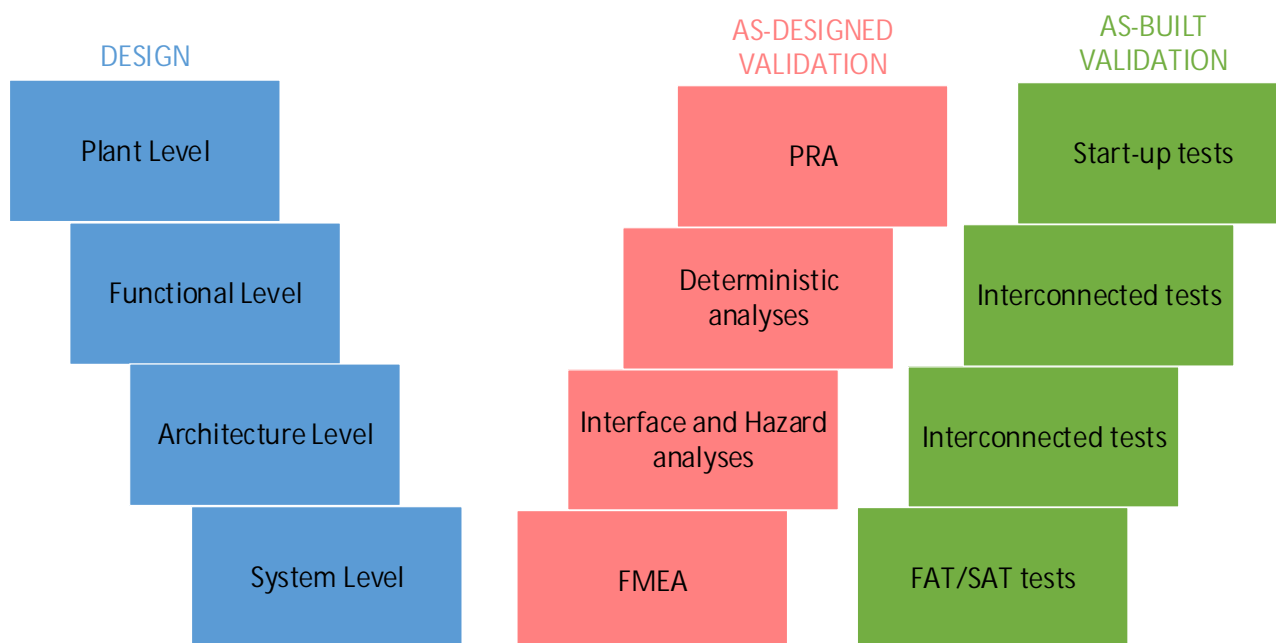 DESIGN
Plant Level
Functional Level
Architecture Level
System Level
AS-DESIGNED
VALIDATION
PRA
Deterministic
analyses
Interface and Hazard
analyses
FMEA
AS-BUILT
VALIDATION
Start-up tests
Interconnected tests
Interconnected tests
FAT/SAT tests